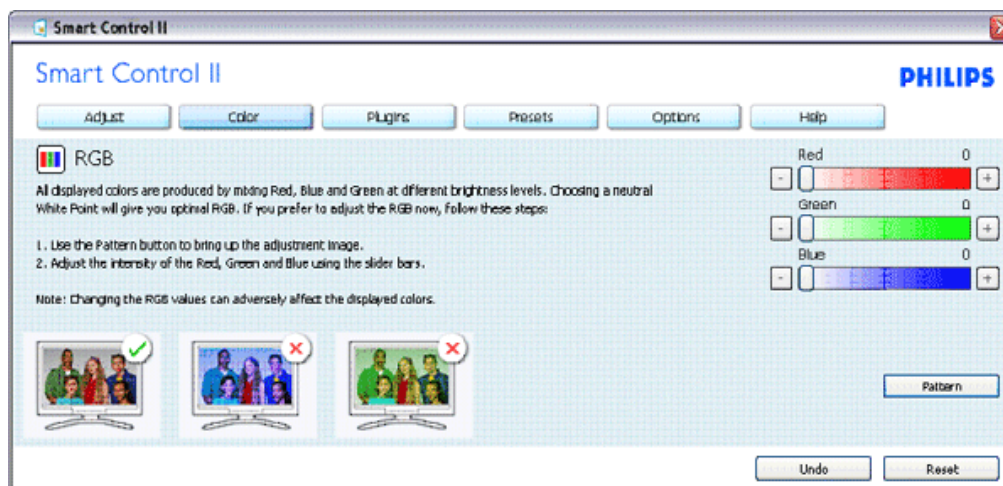 Smart Control II
Smart Control II
PHILIPS
Adjust Color Plugins Presets Options Help
RGB
All displayed colors are produced by mixing Red, Blue and Green at different brightness levels. Choosing a neutral
White Point will give you optimal RGB. If you prefer to adjust the RGB now, follow these steps:
1. Use the Pattern button to bring up the adjustment image.
2. Adjust the intensity of the Red, Green and Blue using the slider bars.
Note: Changing the RGB values can adversely affect the displayed colors.
Red 0
- +
Green 0
- +
Blue 0
- +
Pattern
Undo Reset